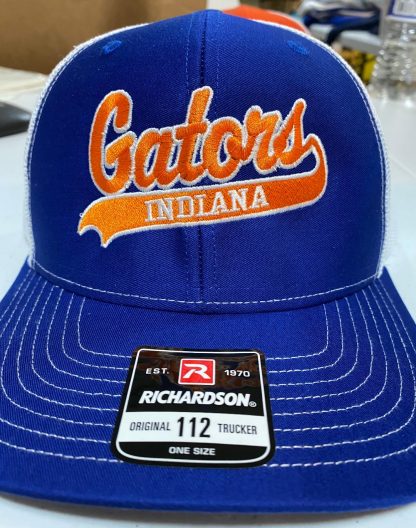 Gators
INDIANA
EST. R 1970
RICHARDSON®
ORIGINAL 112 TRUCKER
ONE SIZE